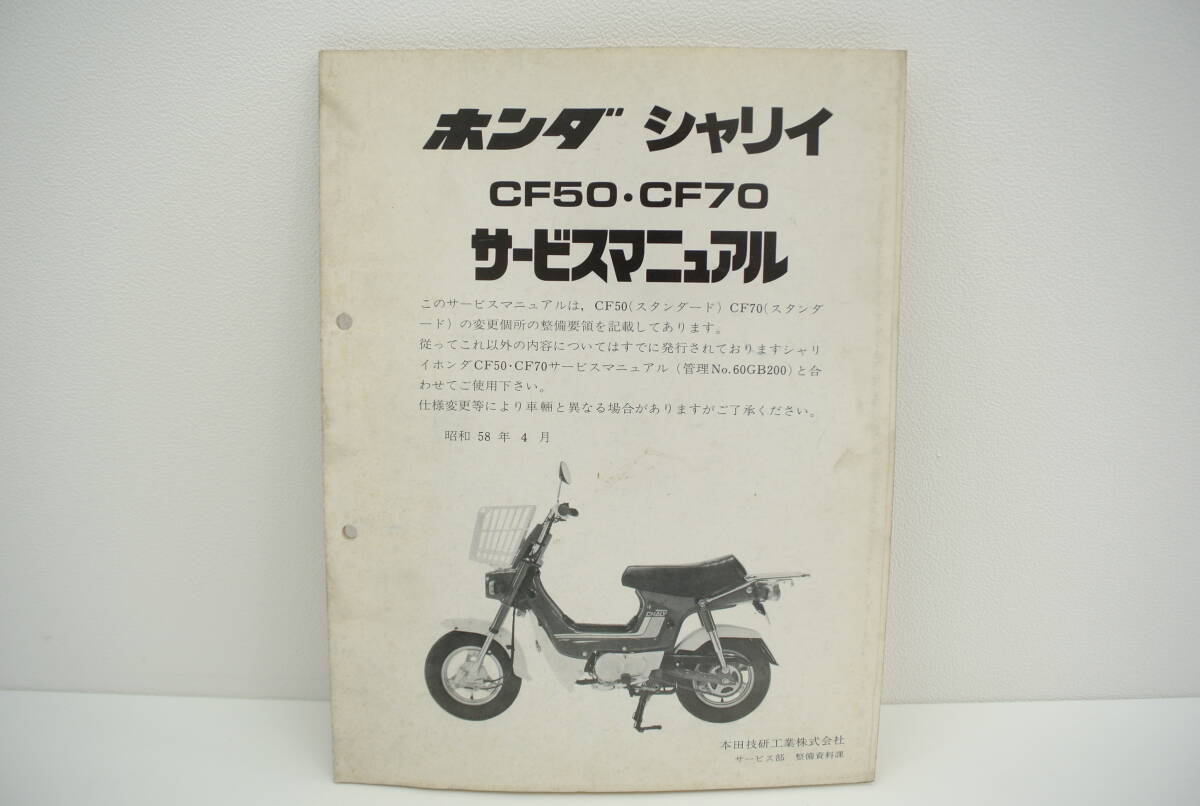 ホンダ シャリイ
CF50・CF70
サービスマニュアル
このサービスマニュアルは，CF50(スタンダード) CF70(スタンダ
ード) の変更個所の整備要領を記載してあります。
従ってこれ以外の内容についてはすでに発行されておりますシャリ
イホンダCF50・CF70サービスマニュアル (管理No.60GB200) と合
わせてご使用下さい。
仕様変更等により車輛と異なる場合がありますがご了承ください。
昭和 58 年 4 月
CHALY
本田技研工業株式会社
サービス部 整備資料課